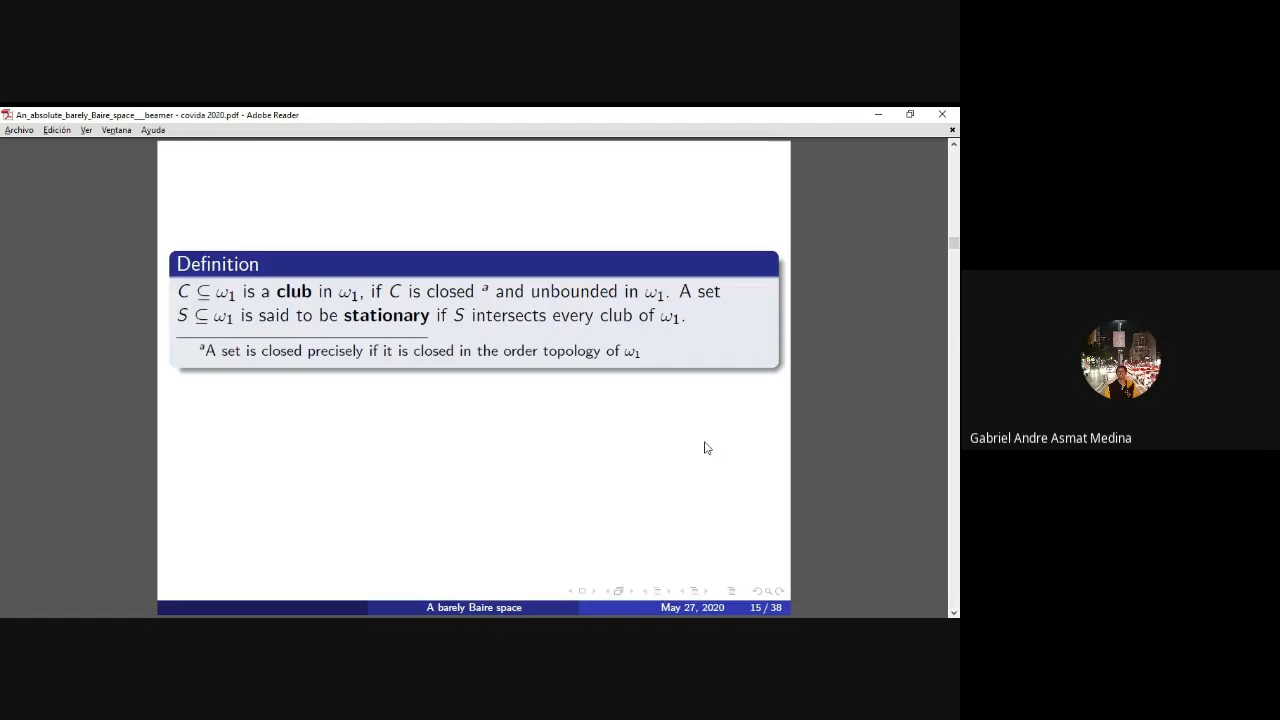 An_absolute_barely_Baire_space__beamer - covida 2020.pdf - Adobe Reader
Archivo Edición Ver Ventana Ayuda
Definition
C ⊆ ω₁ is a club in ω₁, if C is closed ᵃ and unbounded in ω₁. A set
S ⊆ ω₁ is said to be stationary if S intersects every club of ω₁.
ᵃA set is closed precisely if it is closed in the order topology of ω₁
A barely Baire space May 27, 2020 15 / 38
Gabriel Andre Asmat Medina